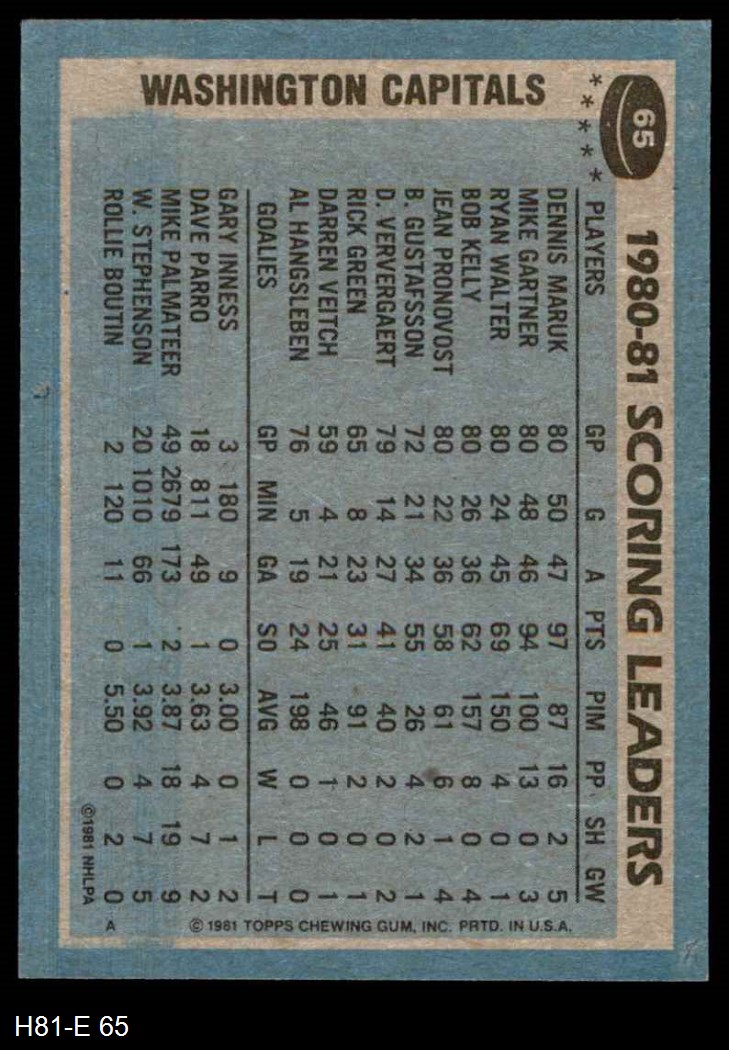 65
1980-81 SCORING LEADERS
WASHINGTON CAPITALS
★ ★ ★ ★ ★
PLAYERS GP G A PTS PIM PP SH GW
DENNIS MARUK 80 50 47 97 87 16 2 5
MIKE GARTNER 80 48 46 94 100 13 0 3
RYAN WALTER 80 24 45 69 150 4 0 1
BOB KELLY 80 26 36 62 157 8 0 4
JEAN PRONOVOST 80 22 36 58 61 6 1 4
B. GUSTAFSSON 72 21 34 55 26 4 2 1
D. VERVERGAERT 79 14 27 41 40 2 0 2
RICK GREEN 65 8 23 31 91 2 0 1
DARREN VEITCH 59 4 21 25 46 1 0 1
AL HANGSLEBEN 76 5 19 24 198 0 0 0
GOALIES GP MIN GA SO AVG W L T
GARY INNESS 3 180 9 0 3.00 0 1 2
DAVE PARRO 18 811 49 1 3.63 4 7 2
MIKE PALMATEER 49 2679 173 2 3.87 18 19 9
W. STEPHENSON 20 1010 66 1 3.92 4 7 5
ROLLIE BOUTIN 2 120 11 0 5.50 0 2 0
©1981 NHLPA
A
© 1981 TOPPS CHEWING GUM, INC. PRTD. IN U.S.A.
H81-E 65